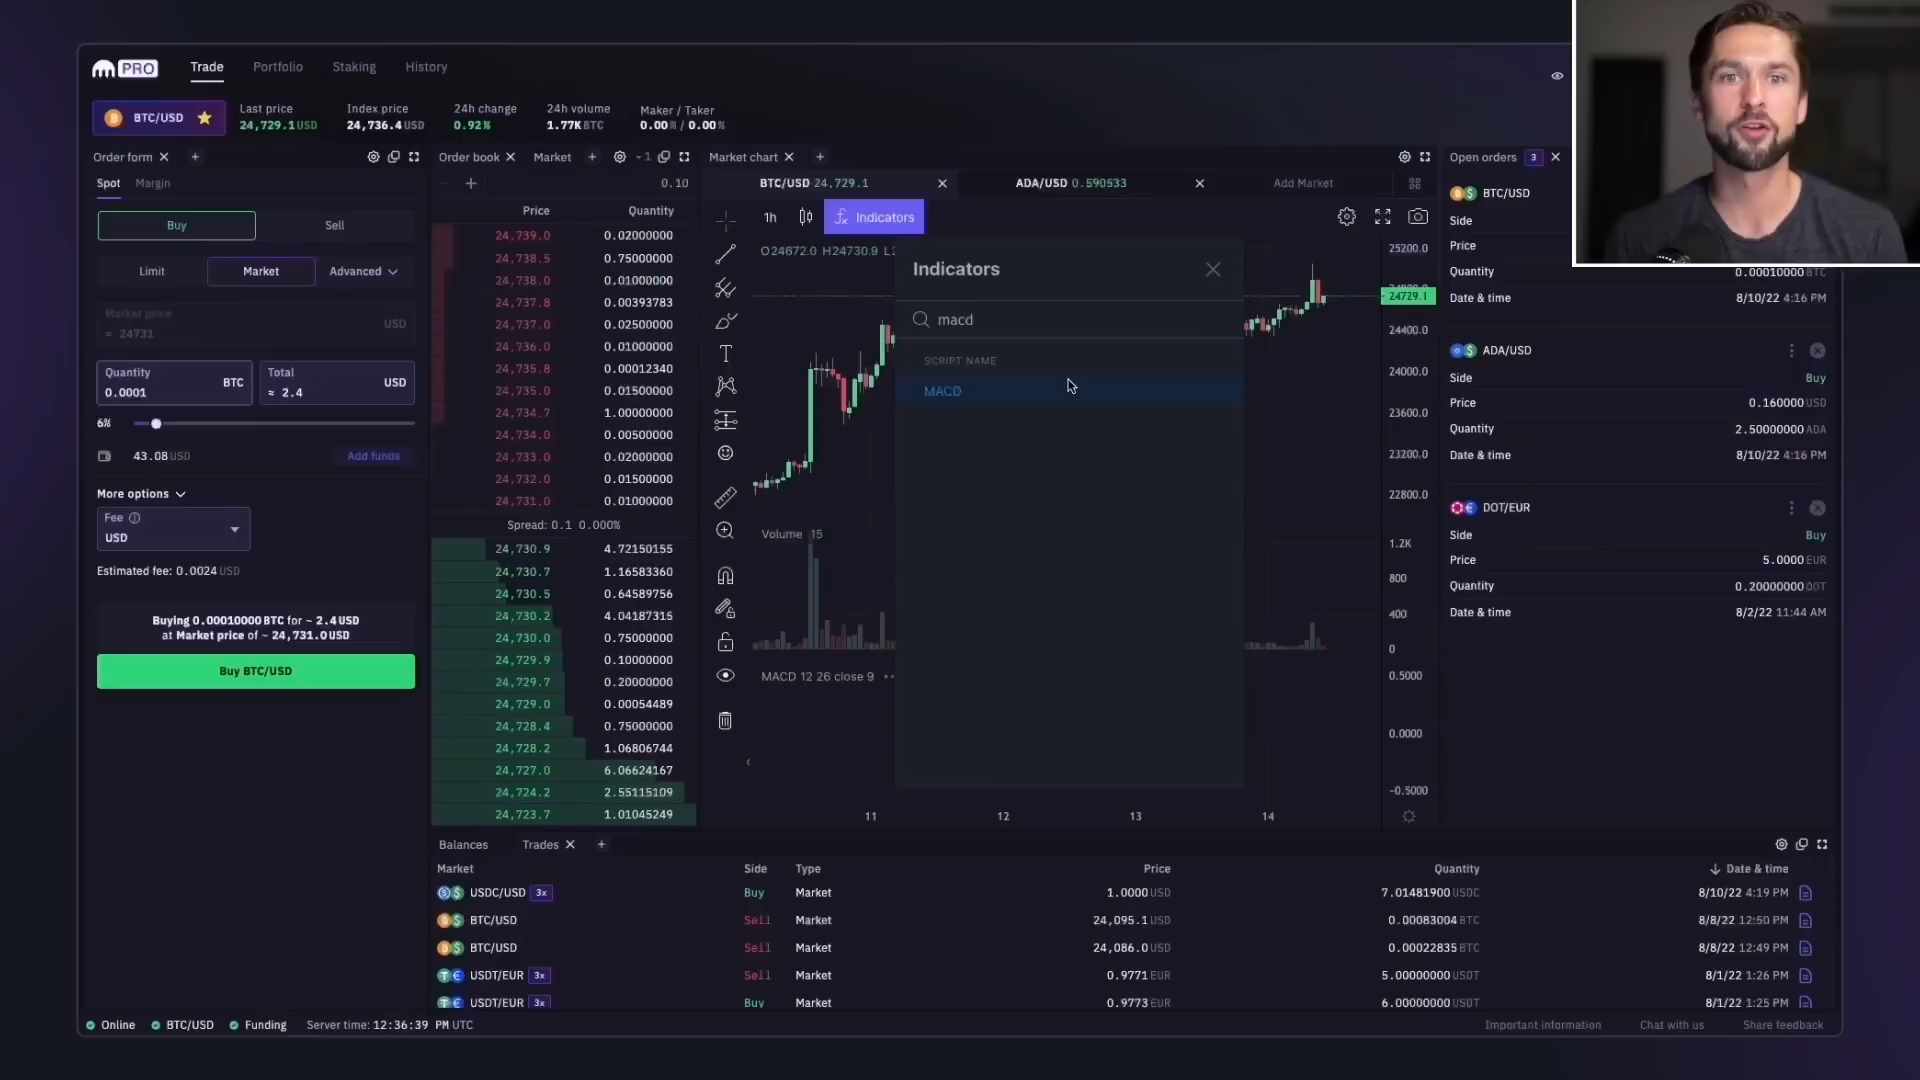 PRO Trade Portfolio Staking History
BTC/USD
Last price
24,729.1 USD
Index price
24,736.4 USD
24h change
0.92%
24h volume
1.77K BTC
Maker / Taker
0.00% / 0.00%
Order form
Spot Margin
Buy Sell
Limit Market Advanced
Market price
≈ 24731 USD
Quantity
0.0001 BTC
Total
≈ 2.4 USD
6%
43.08 USD Add funds
More options
Fee
USD
Estimated fee: 0.0024 USD
Buying 0.00010000 BTC for ~ 2.4 USD
at Market price of ~ 24,731.0 USD
Buy BTC/USD
Order book Market
1
0.10
Price Quantity
24,739.0 0.02000000
24,738.5 0.75000000
24,738.0 0.01000000
24,737.8 0.00393783
24,737.0 0.02500000
24,736.0 0.01000000
24,735.8 0.00012340
24,735.0 0.01500000
24,734.7 1.00000000
24,734.0 0.00500000
24,733.0 0.02000000
24,732.0 0.01500000
24,731.0 0.01000000
Spread: 0.1 0.000%
24,730.9 4.72150155
24,730.7 1.16583360
24,730.5 0.64589756
24,730.2 4.04187315
24,730.0 0.75000000
24,729.9 0.10000000
24,729.7 0.20000000
24,729.0 0.00054489
24,728.4 0.75000000
24,728.2 1.06806744
24,727.0 6.06624167
24,724.2 2.55115109
24,723.7 1.01045249
Market chart
BTC/USD 24,729.1 ADA/USD 0.590533 Add Market
1h Indicators
O24672.0 H24730.9
Indicators
macd
SCRIPT NAME
MACD
Volume 15
MACD 12 26 close 9
25200.0
24729.1
24400.0
24000.0
23600.0
23200.0
22800.0
1.2K
800
400
0
0.5000
0.0000
-0.5000
11 12 13 14
Open orders 3
BTC/USD
Side
Price
Quantity 0.00010000 BTC
Date & time 8/10/22 4:16 PM
ADA/USD
Side Buy
Price 0.160000 USD
Quantity 2.50000000 ADA
Date & time 8/10/22 4:16 PM
DOT/EUR
Side Buy
Price 5.0000 EUR
Quantity 0.20000000 DOT
Date & time 8/2/22 11:44 AM
Balances Trades
Market Side Type Price Quantity Date & time
USDC/USD 3x Buy Market 1.0000 USD 7.01481900 USDC 8/10/22 4:19 PM
BTC/USD Sell Market 24,095.1 USD 0.00083004 BTC 8/8/22 12:50 PM
BTC/USD Sell Market 24,086.0 USD 0.00022835 BTC 8/8/22 12:49 PM
USDT/EUR 3x Sell Market 0.9771 EUR 5.00000000 USDT 8/1/22 1:26 PM
USDT/EUR 3x Buy Market 0.9773 EUR 6.00000000 USDT 8/1/22 1:25 PM
Online BTC/USD Funding Server time: 12:36:39 PM UTC
Important information Chat with us Share feedback